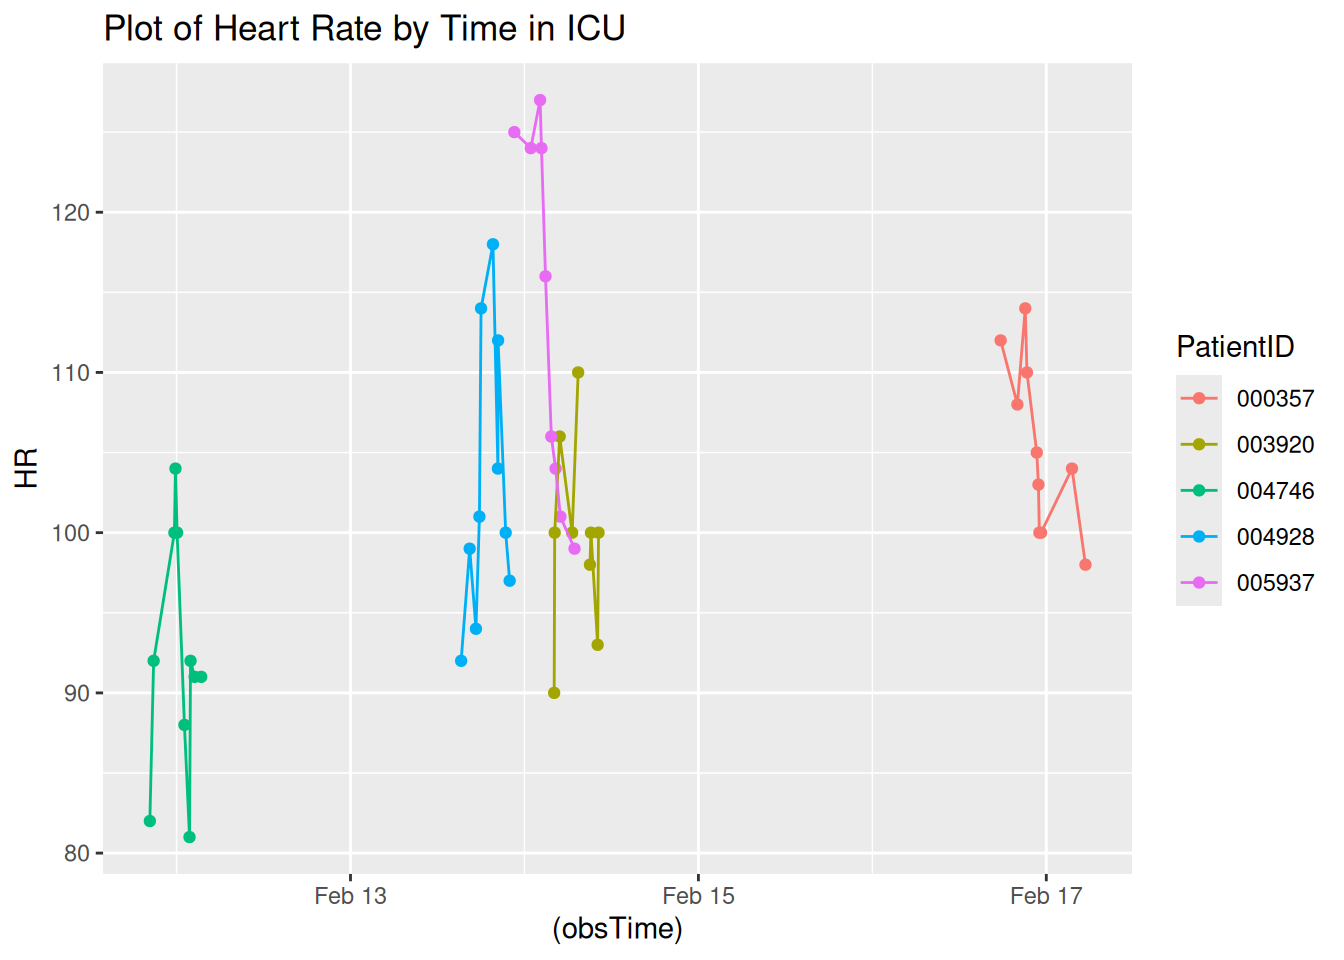 Plot of Heart Rate by Time in ICU
HR
120
110
100
90
80
Feb 13
Feb 15
Feb 17
(obsTime)
PatientID
000357
003920
004746
004928
005937